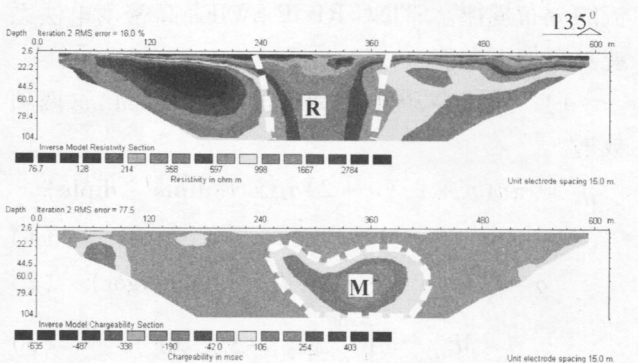 135⁰
Depth Iteration 2 RMS error = 16.0 %
0.0 120 240 360 480 600 m.
2.6
22.2
44.5
60.0
79.4
104
R
Inverse Model Resistivity Section
76.7 128 214 358 597 998 1667 2784
Resistivity in ohm.m
Unit electrode spacing 15.0 m.
Depth Iteration 2 RMS error = 77.5
0.0 120 240 360 480 600 m.
2.6
22.2
44.5
60.0
79.4
104
M
Inverse Model Chargeability Section
-635 -487 -338 -190 -42.0 106 254 403
Chargeability in msec
Unit electrode spacing 15.0 m.